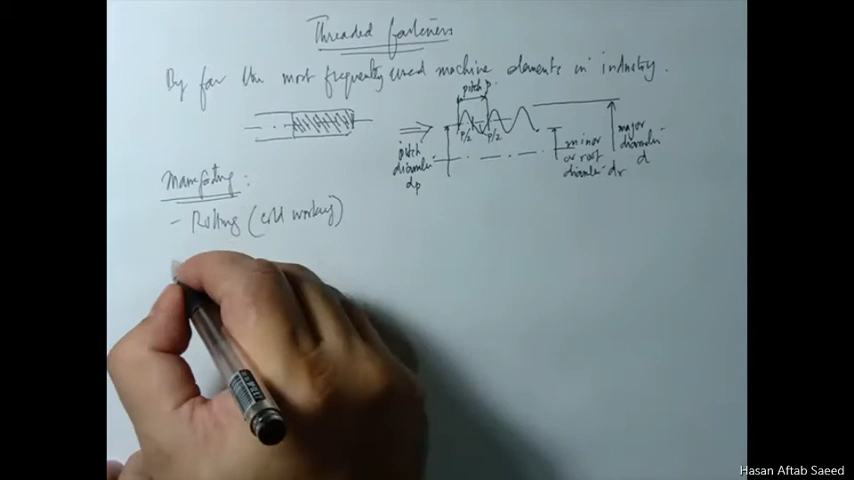 Threaded fasteners
By far the most frequently used machine elements in industry.
pitch P
P/2 P/2
pitch diameter dp
minor or root diameter dr
major diameter d
:
- Rolling (cold working)
Hasan Aftab Saeed